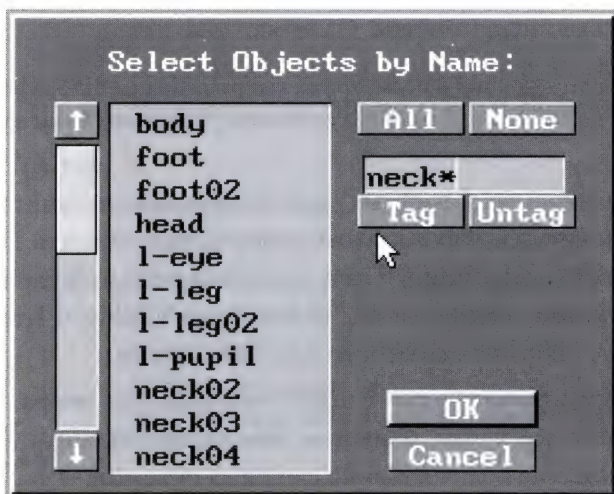 Select Objects by Name:
body
foot
foot02
head
l-eye
l-leg
l-leg02
l-pupil
neck02
neck03
neck04
All None
neck*
Tag Untag
OK
Cancel